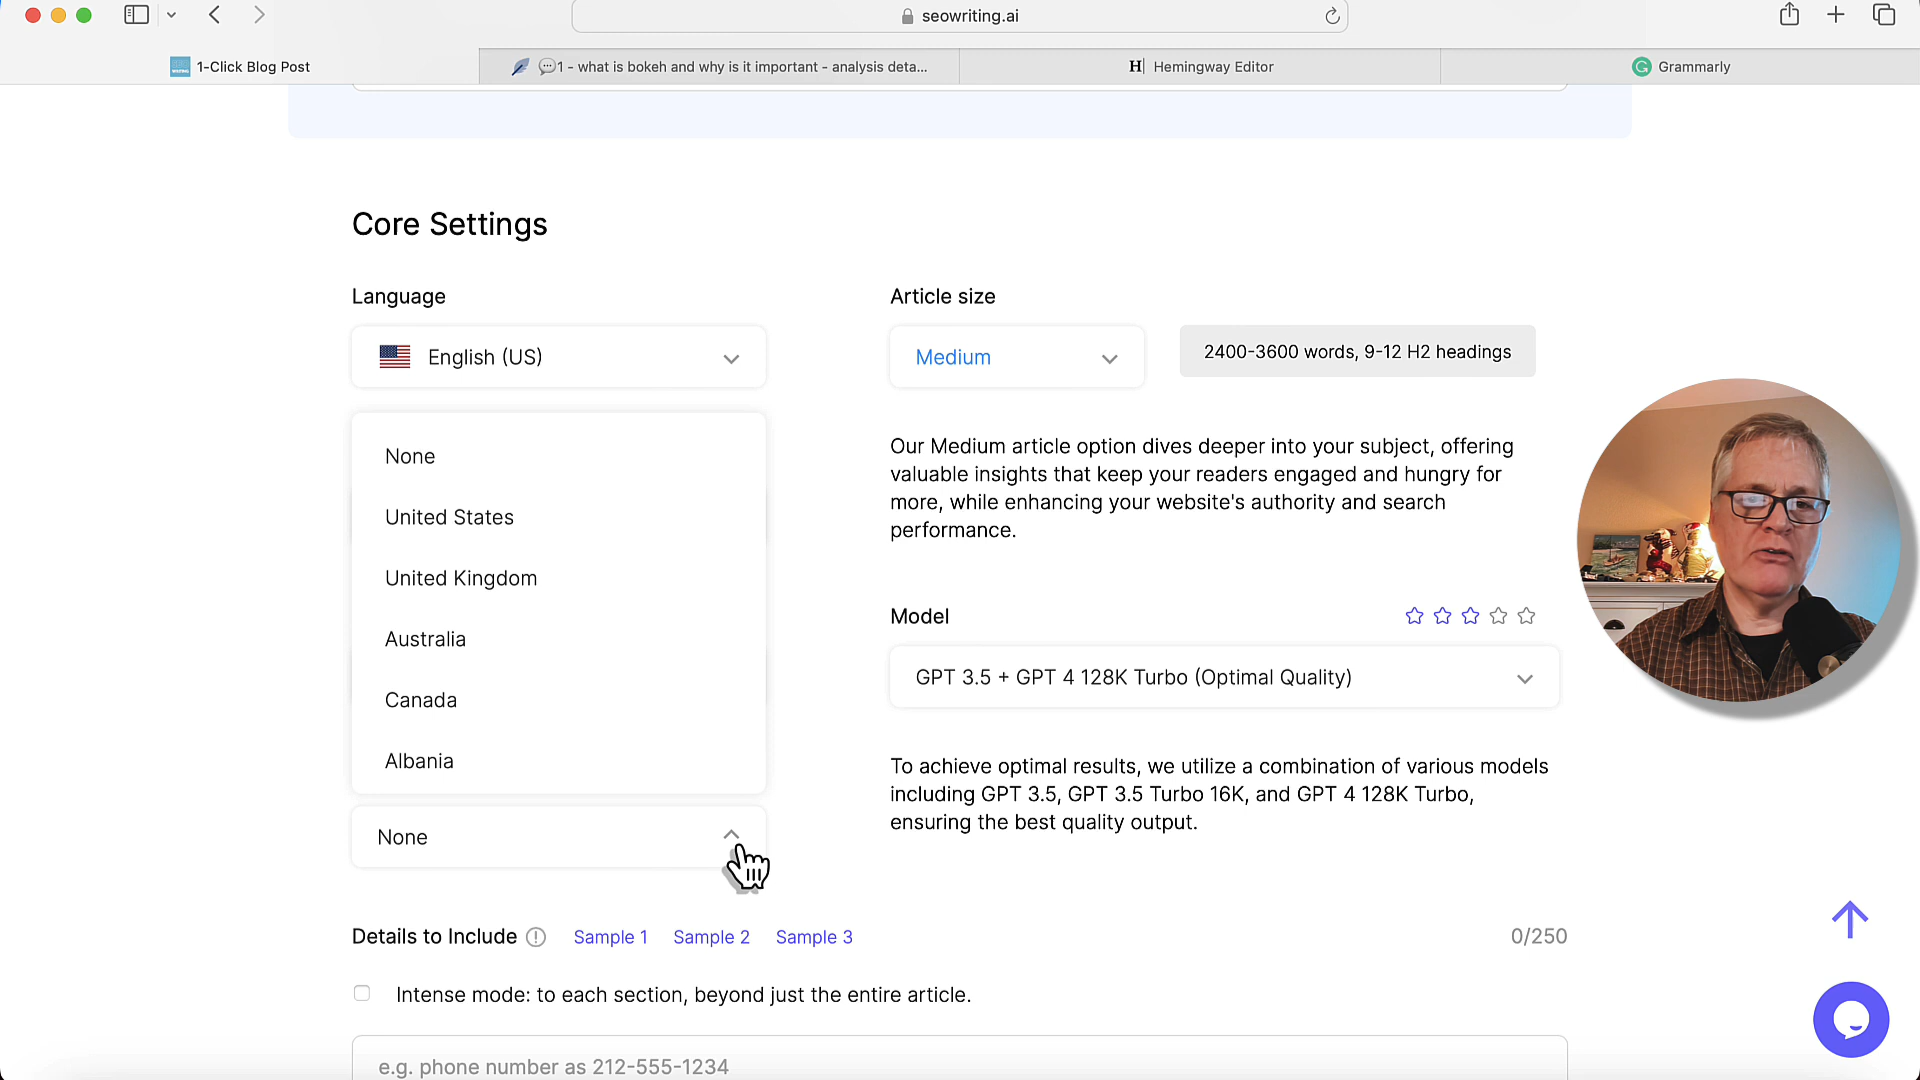 seowriting.ai
1-Click Blog Post
1 - what is bokeh and why is it important - analysis deta...
H Hemingway Editor
G Grammarly
Core Settings
Language
Article size
English (US)
Medium
2400-3600 words, 9-12 H2 headings
None
United States
United Kingdom
Australia
Canada
Albania
None
Our Medium article option dives deeper into your subject, offering
valuable insights that keep your readers engaged and hungry for
more, while enhancing your website's authority and search
performance.
Model
GPT 3.5 + GPT 4 128K Turbo (Optimal Quality)
To achieve optimal results, we utilize a combination of various models
including GPT 3.5, GPT 3.5 Turbo 16K, and GPT 4 128K Turbo,
ensuring the best quality output.
Details to Include Sample 1 Sample 2 Sample 3 0/250
Intense mode: to each section, beyond just the entire article.
e.g. phone number as 212-555-1234